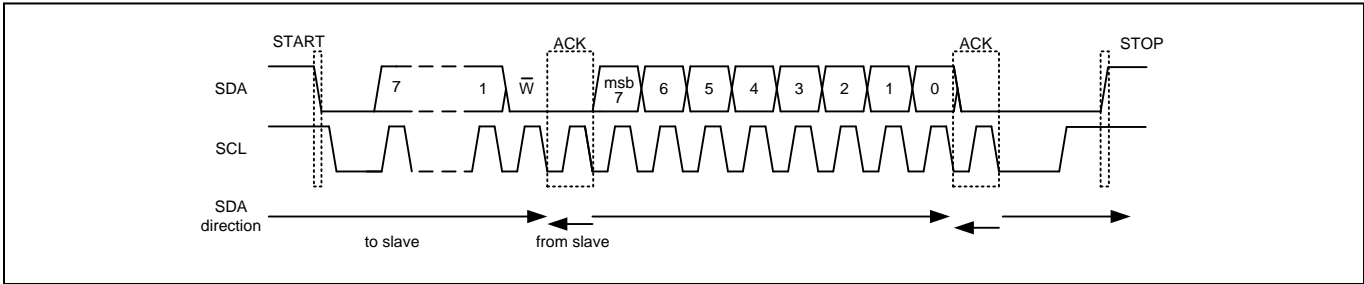 START ACK ACK STOP
SDA 7 1 W̅ msb 7 6 5 4 3 2 1 0
SCL
SDA direction
to slave from slave